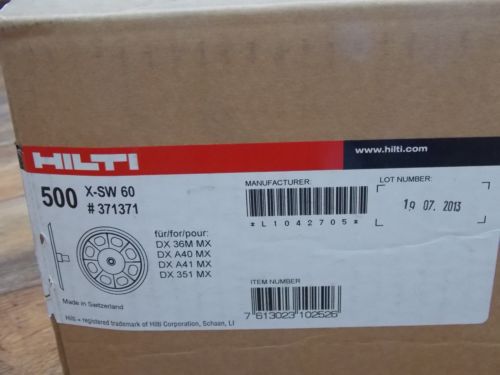 HILTI
www.hilti.com
500 X-SW 60
# 371371
für/for/pour:
DX 36M MX
DX A40 MX
DX A41 MX
DX 351 MX
Made in Switzerland
Hilti = registered trademark of Hilti Corporation, Schaan, LI
MANUFACTURER:
*L1042705*
ITEM NUMBER
7 613023 102526
LOT NUMBER:
19 07. 2013